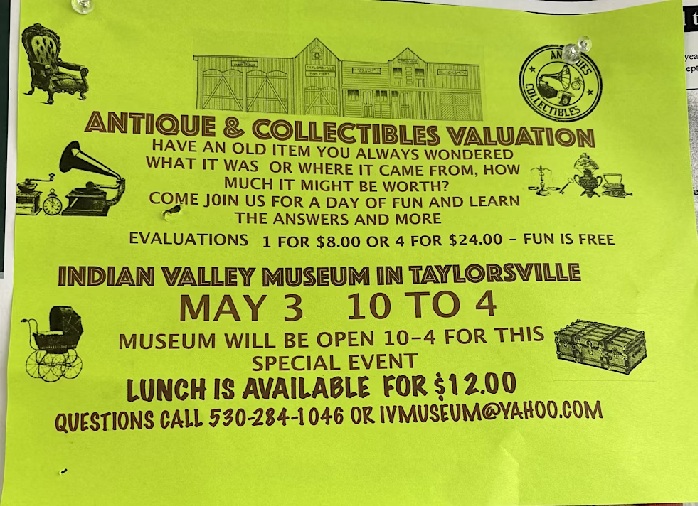 ANTIQUES
COLLECTIBLES
ANTIQUE & COLLECTIBLES VALUATION
HAVE AN OLD ITEM YOU ALWAYS WONDERED
WHAT IT WAS OR WHERE IT CAME FROM, HOW
MUCH IT MIGHT BE WORTH?
COME JOIN US FOR A DAY OF FUN AND LEARN
THE ANSWERS AND MORE
EVALUATIONS 1 FOR $8.00 OR 4 FOR $24.00 - FUN IS FREE
INDIAN VALLEY MUSEUM IN TAYLORSVILLE
MAY 3 10 TO 4
MUSEUM WILL BE OPEN 10-4 FOR THIS
SPECIAL EVENT
LUNCH IS AVAILABLE FOR $12.00
QUESTIONS CALL 530-284-1046 OR IVMUSEUM@YAHOO.COM